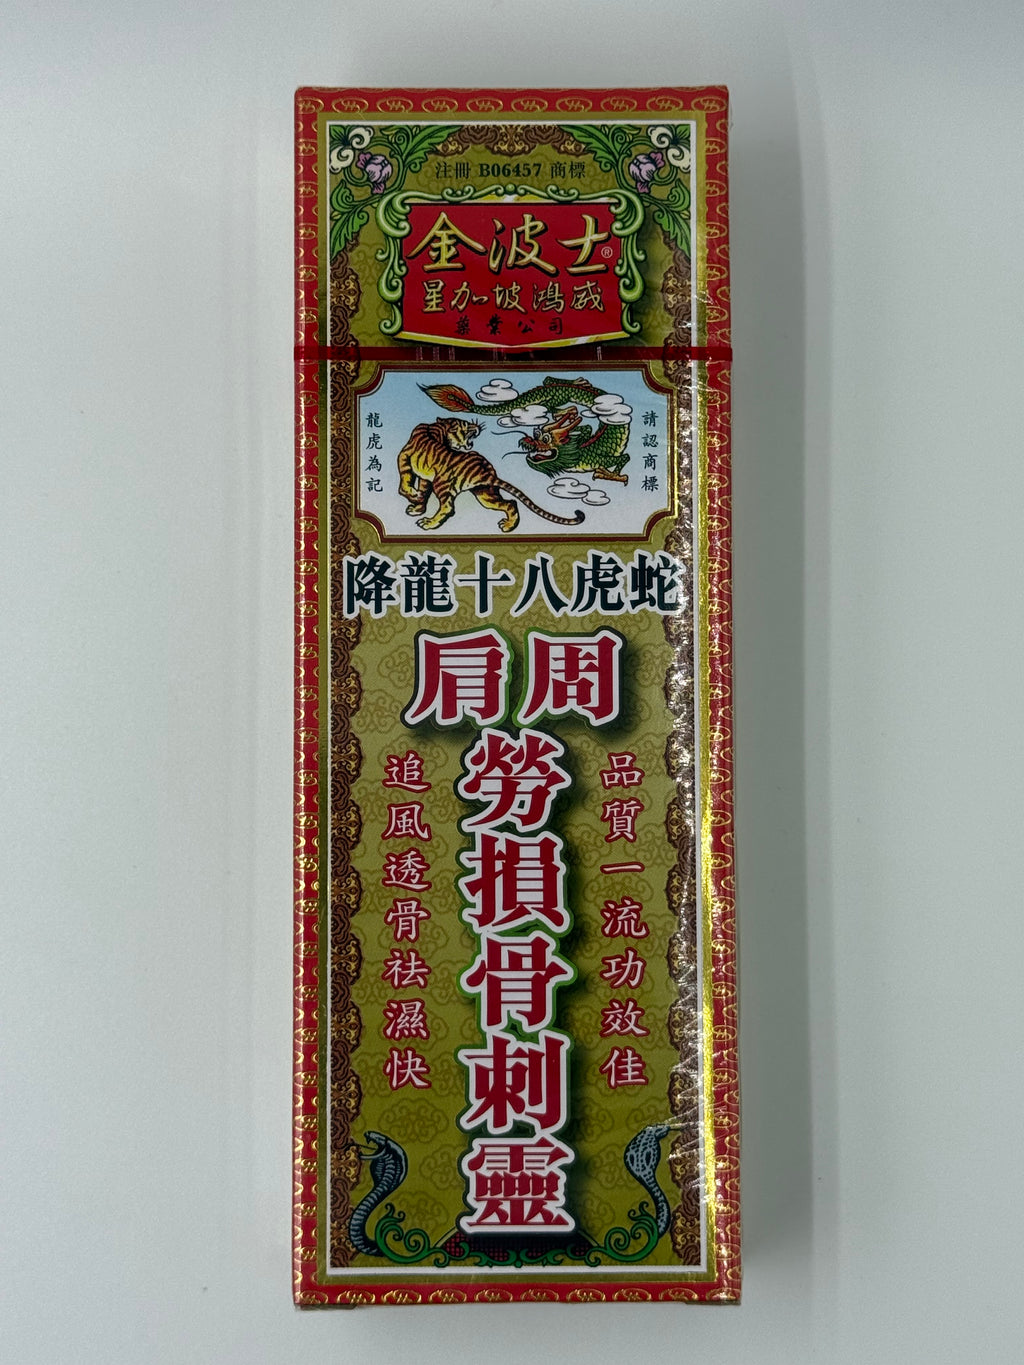 注冊 B06457 商標
金波士®
星加坡鴻威
藥業公司
請認商標
龍虎為記
降龍十八虎蛇
肩周
勞損骨刺靈
品質一流功效佳
追風透骨祛濕快